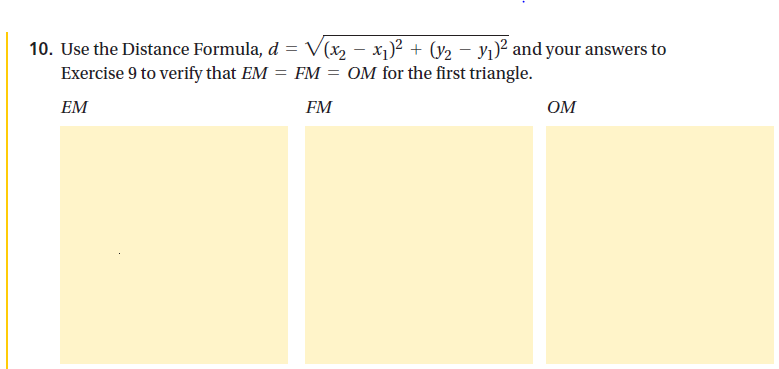 10. Use the Distance Formula, d = √(x₂ − x₁)² + (y₂ − y₁)² and your answers to
Exercise 9 to verify that EM = FM = OM for the first triangle.
EM FM OM